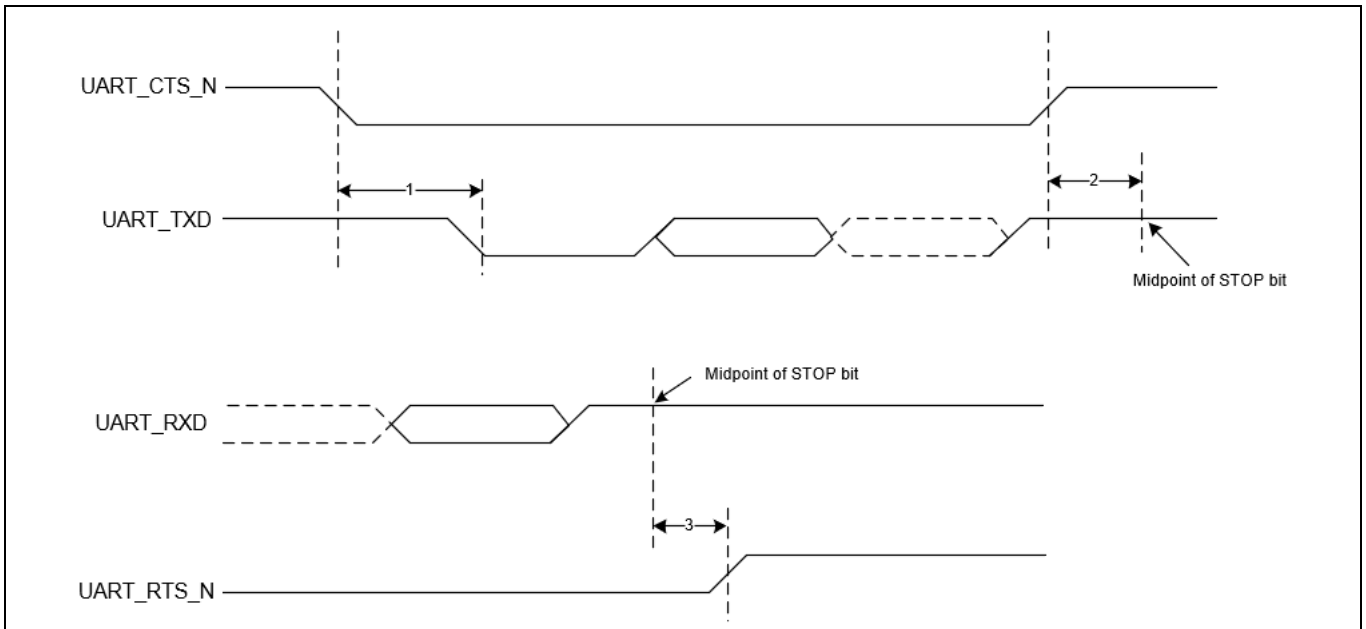 UART_CTS_N
1
2
UART_TXD
Midpoint of STOP bit
Midpoint of STOP bit
UART_RXD
3
UART_RTS_N